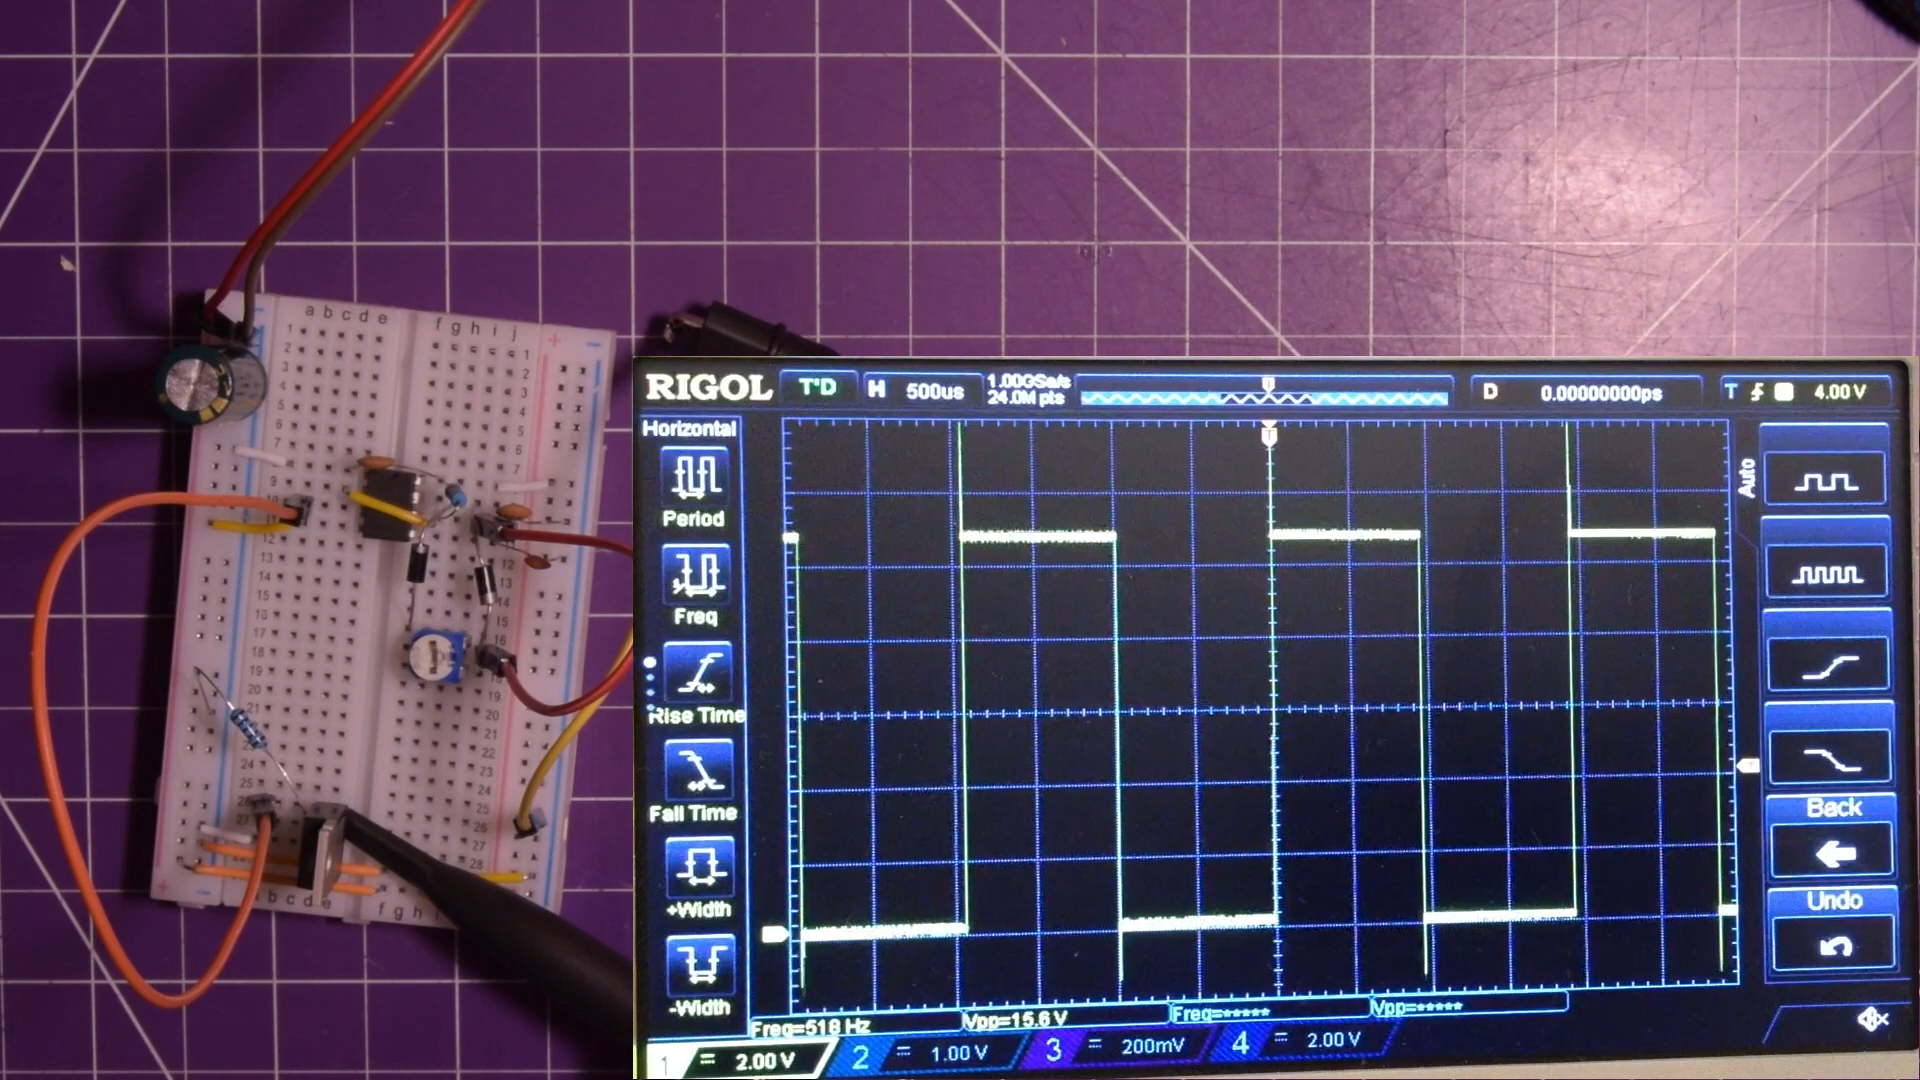 RIGOL T'D H 500us 1.00GSa/s 24.0M pts D 0.00000000ps T 4.00 V
Horizontal
Period
Freq
Rise Time
Fall Time
+Width
-Width
Auto
Back
Undo
Freq=518 Hz Vpp=15.6 V Freq=***** Vpp=*****
1 2.00 V 2 1.00 V 3 200mV 4 2.00 V
a b c d e
f g h i j